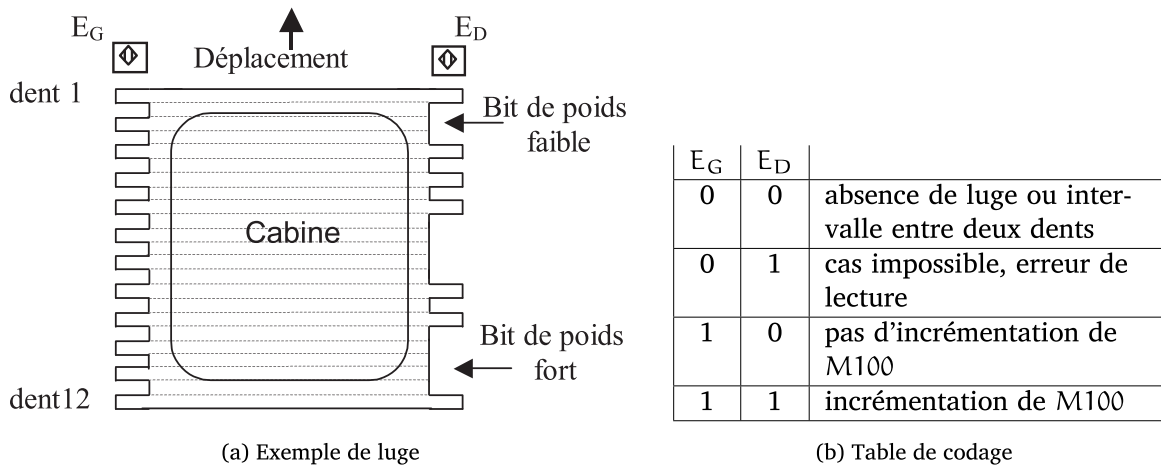 E_G
E_D
Déplacement
dent 1
Bit de poids
faible
Cabine
Bit de poids
fort
dent12
(a) Exemple de luge
E_G E_D
0 0 absence de luge ou inter-
valle entre deux dents
0 1 cas impossible, erreur de
lecture
1 0 pas d'incrémentation de
M100
1 1 incrémentation de M100
(b) Table de codage